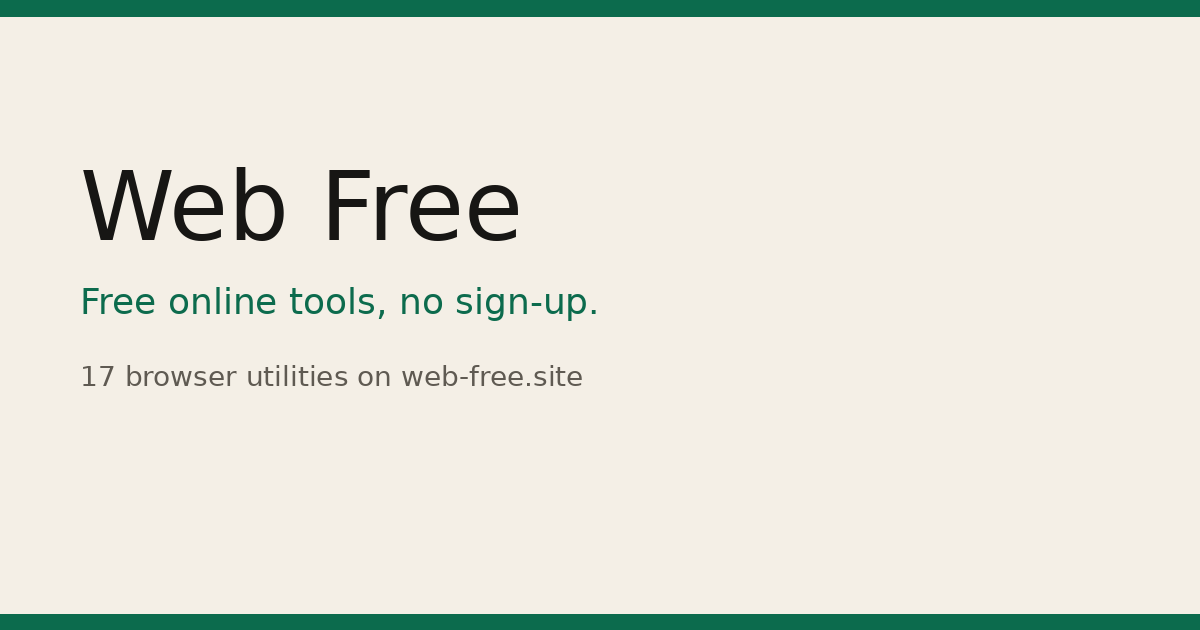 Web Free
Free online tools, no sign-up.
17 browser utilities on web-free.site